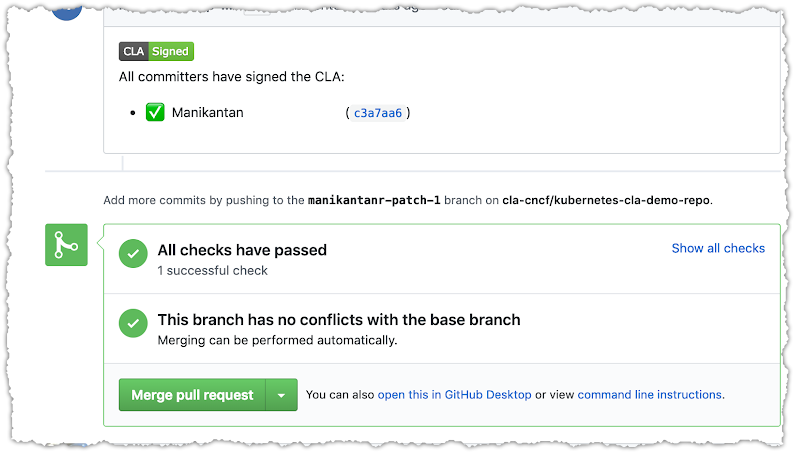 CLA Signed
All committers have signed the CLA:
• ✅ Manikantan (c3a7aa6)
Add more commits by pushing to the manikantanr-patch-1 branch on cla-cncf/kubernetes-cla-demo-repo.
All checks have passed
Show all checks
1 successful check
This branch has no conflicts with the base branch
Merging can be performed automatically.
Merge pull request
You can also open this in GitHub Desktop or view command line instructions.